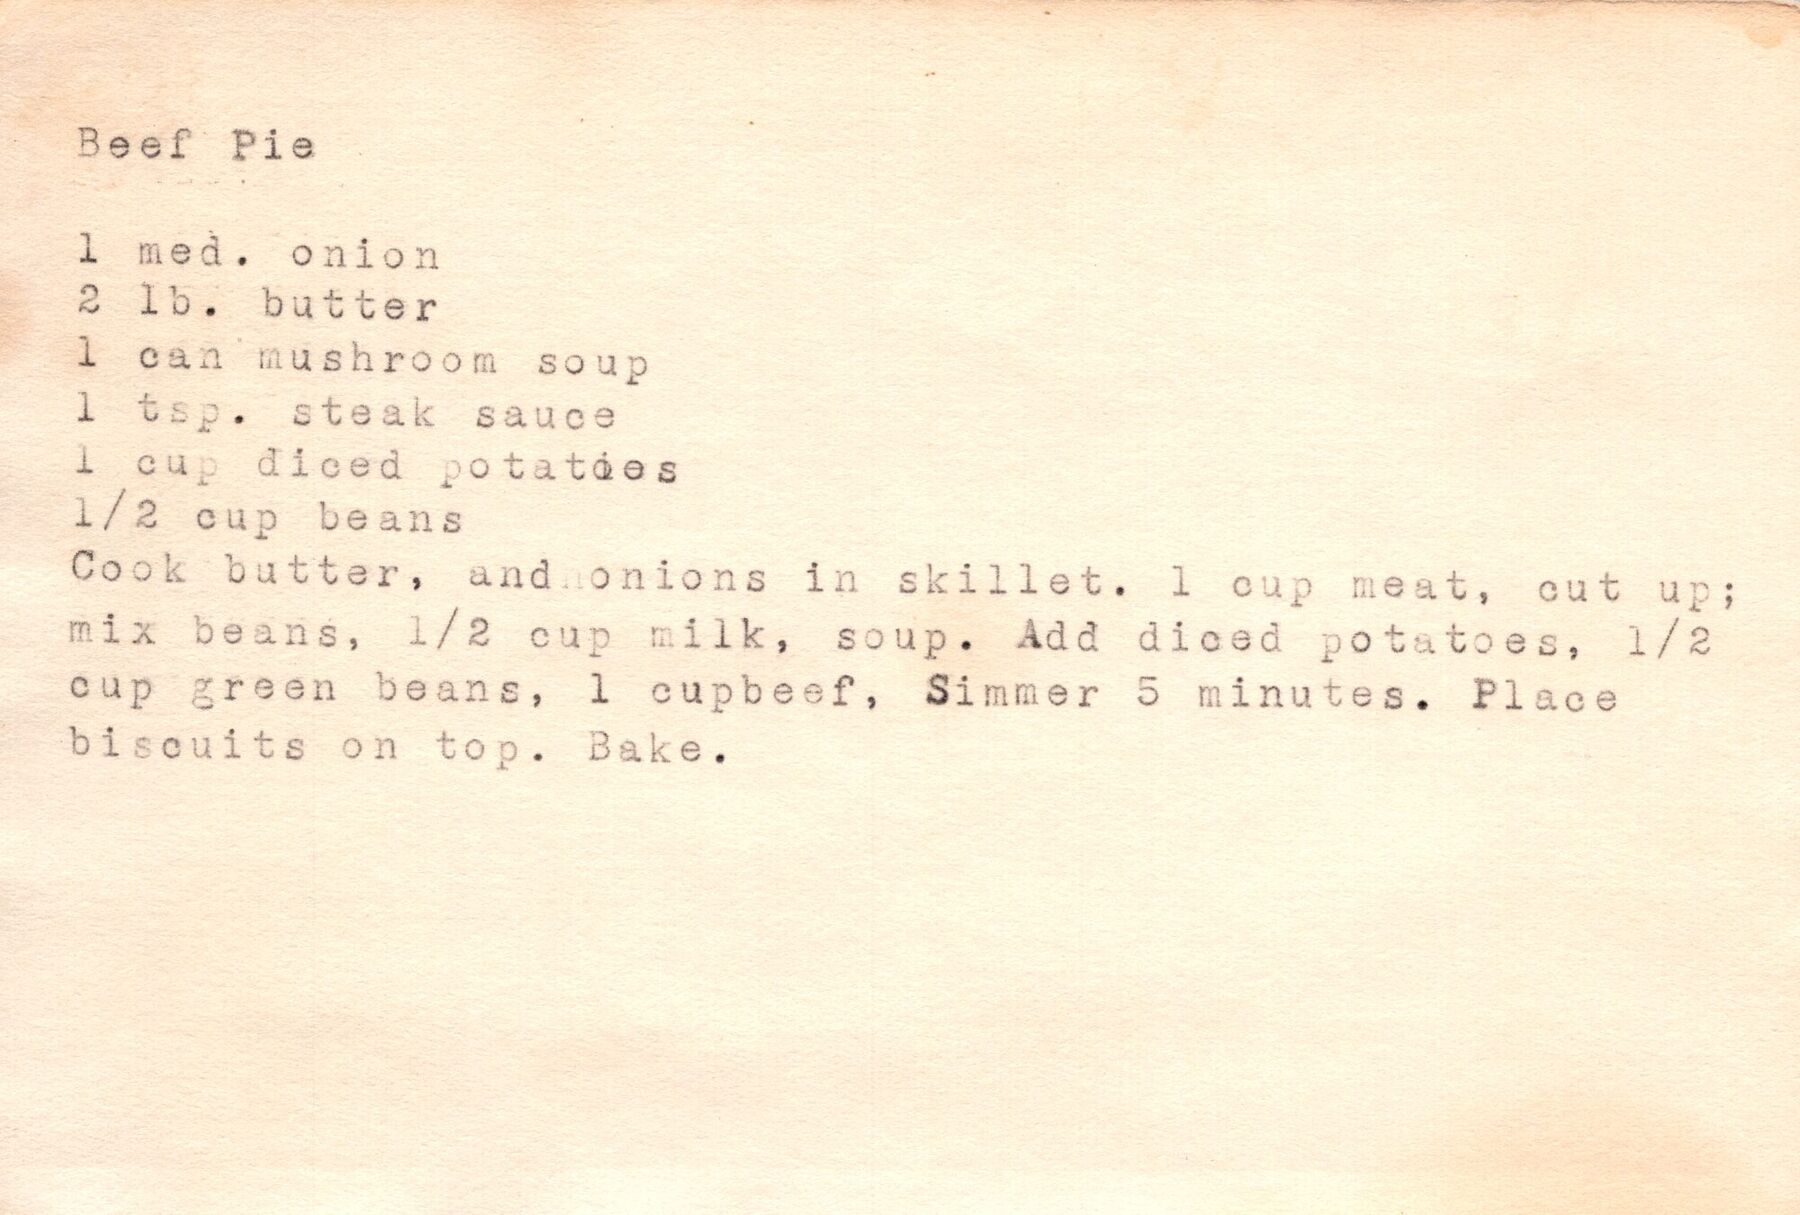 Beef Pie
1 med. onion
2 lb. butter
1 can mushroom soup
1 tsp. steak sauce
1 cup diced potatoes
1/2 cup beans
Cook butter, and onions in skillet. 1 cup meat, cut up;
mix beans, 1/2 cup milk, soup. Add diced potatoes, 1/2
cup green beans, 1 cupbeef, Simmer 5 minutes. Place
biscuits on top. Bake.